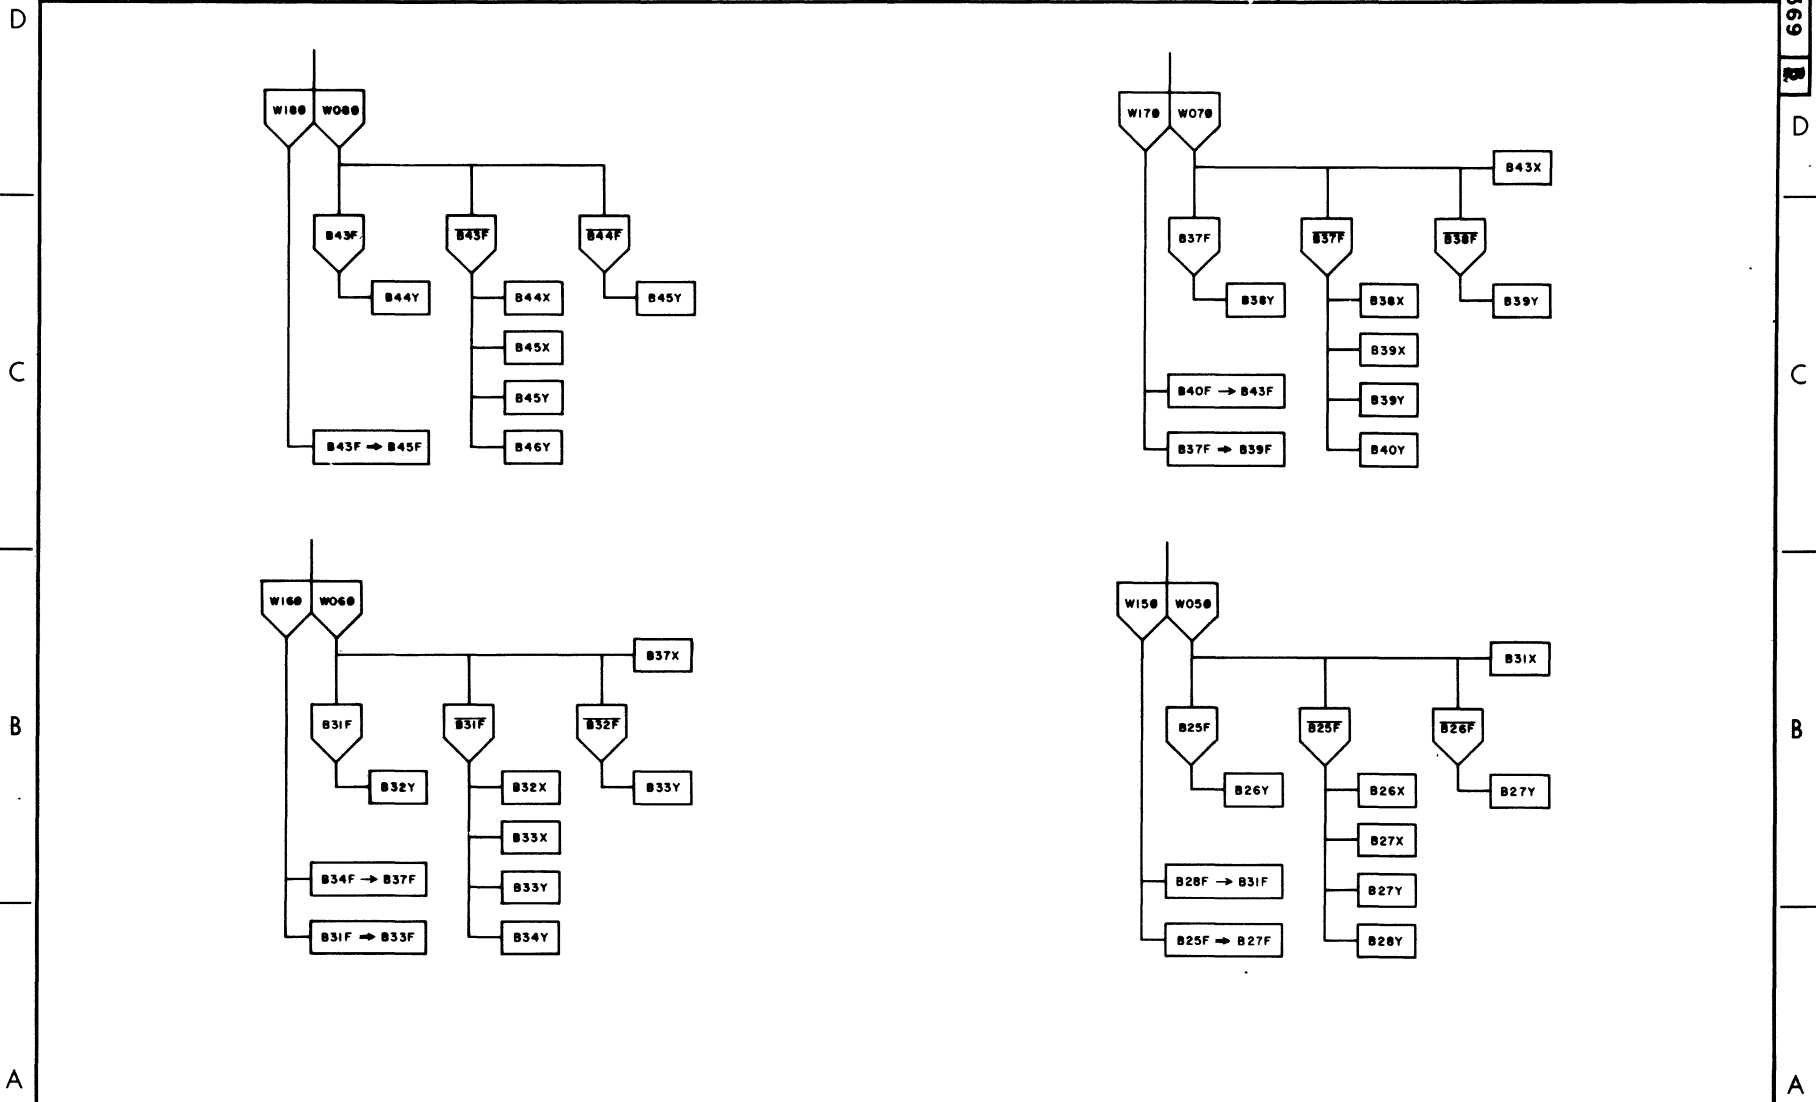 D
699
W180 W080
W170 W070
D
B43X
B43F B43F B44F
B37F B37F B38F
B44Y B44X B45Y
B38Y B38X B39Y
B45X
B39X
C
C
B40F → B43F
B45Y
B39Y
B43F → B45F
B46Y
B37F → B39F
B40Y
W160 W060
W150 W050
B37X
B31X
B31F B31F B32F
B25F B25F B26F
B
B
B32Y B32X B33Y
B26Y B26X B27Y
B33X
B27X
B34F → B37F
B33Y
B28F → B31F
B27Y
B31F → B33F
B34Y
B25F → B27F
B28Y
A
A